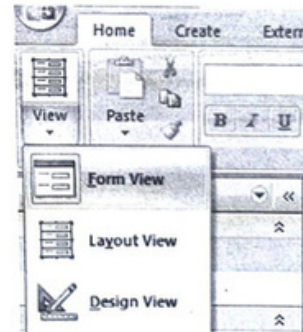 Home Create Extern
View Paste B I U
Form View
«
Layout View
Design View